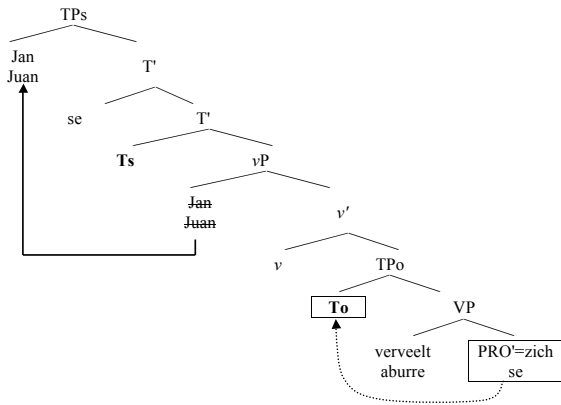 TPs
Jan
Juan
T'
se
T'
Ts
vP
Jan
Juan
v'
v
TPo
To
VP
verveelt
aburre
PRO'=zich
se